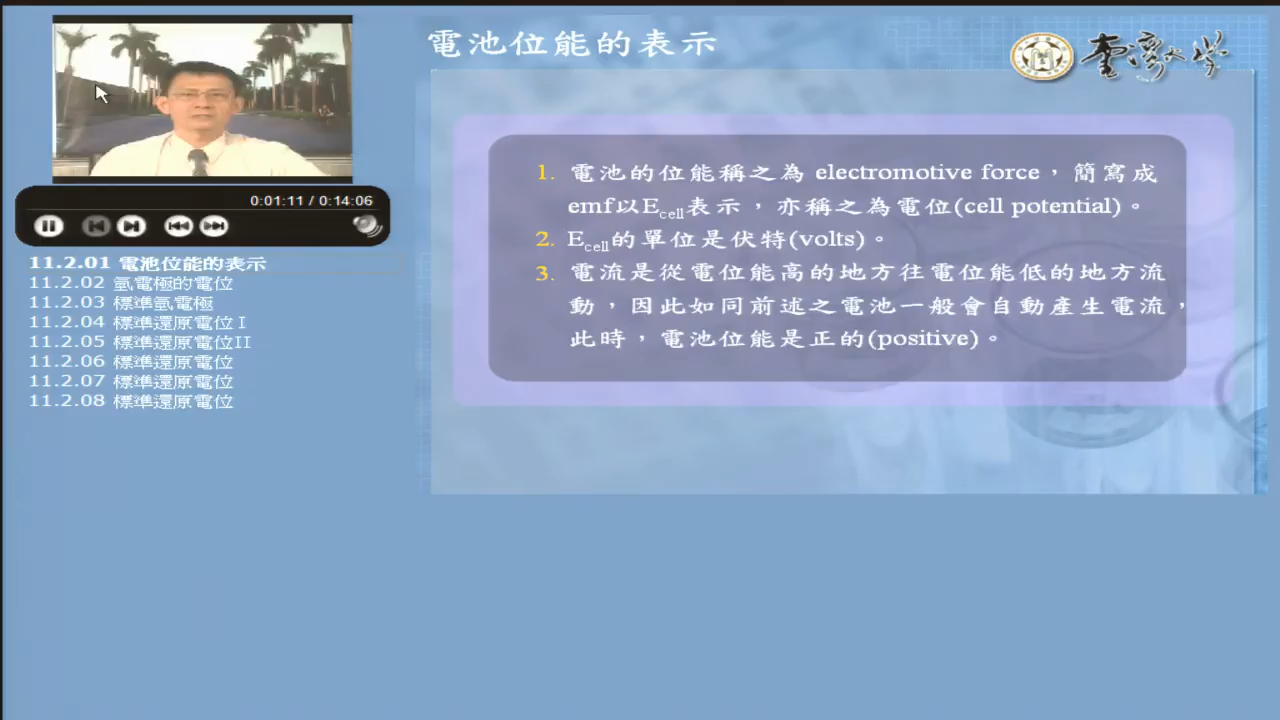 電池位能的表示
臺灣大學
0:01:11 / 0:14:06
11.2.01 電池位能的表示
11.2.02 氫電極的電位
11.2.03 標準氫電極
11.2.04 標準還原電位I
11.2.05 標準還原電位II
11.2.06 標準還原電位
11.2.07 標準還原電位
11.2.08 標準還原電位
1. 電池的位能稱之為 electromotive force，簡寫成
emf以Ecell表示，亦稱之為電位(cell potential)。
2. Ecell的單位是伏特(volts)。
3. 電流是從電位能高的地方往電位能低的地方流
動，因此如同前述之電池一般會自動產生電流，
此時，電池位能是正的(positive)。